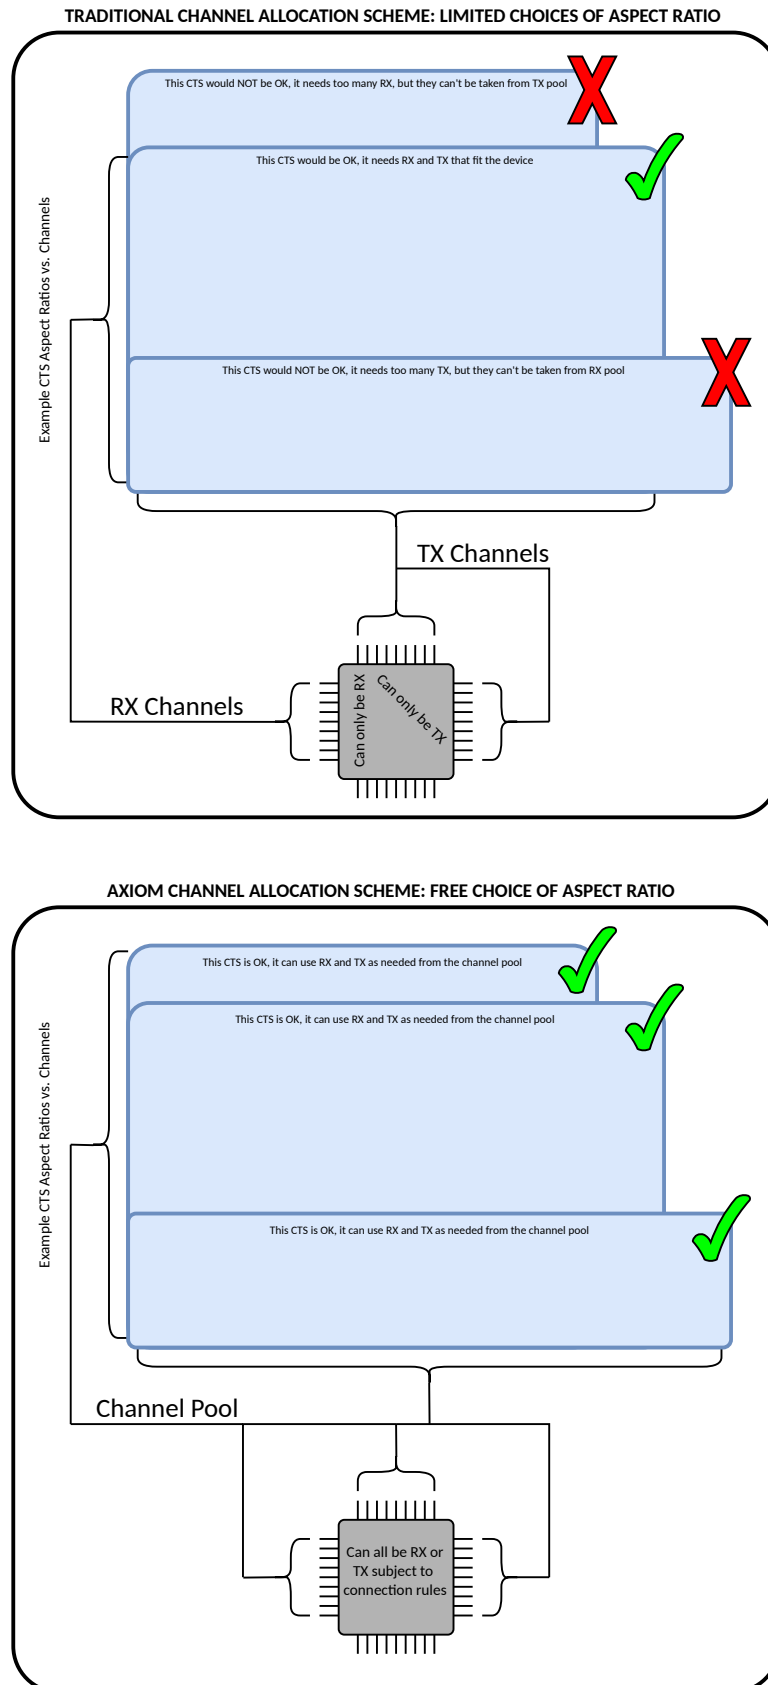 TRADITIONAL CHANNEL ALLOCATION SCHEME: LIMITED CHOICES OF ASPECT RATIO
This CTS would NOT be OK, it needs too many RX, but they can't be taken from TX pool
This CTS would be OK, it needs RX and TX that fit the device
Example CTS Aspect Ratios vs. Channels
This CTS would NOT be OK, it needs too many TX, but they can't be taken from RX pool
TX Channels
RX Channels
Can only be RX
Can only be TX
AXIOM CHANNEL ALLOCATION SCHEME: FREE CHOICE OF ASPECT RATIO
This CTS is OK, it can use RX and TX as needed from the channel pool
This CTS is OK, it can use RX and TX as needed from the channel pool
Example CTS Aspect Ratios vs. Channels
This CTS is OK, it can use RX and TX as needed from the channel pool
Channel Pool
Can all be RX or
TX subject to
connection rules